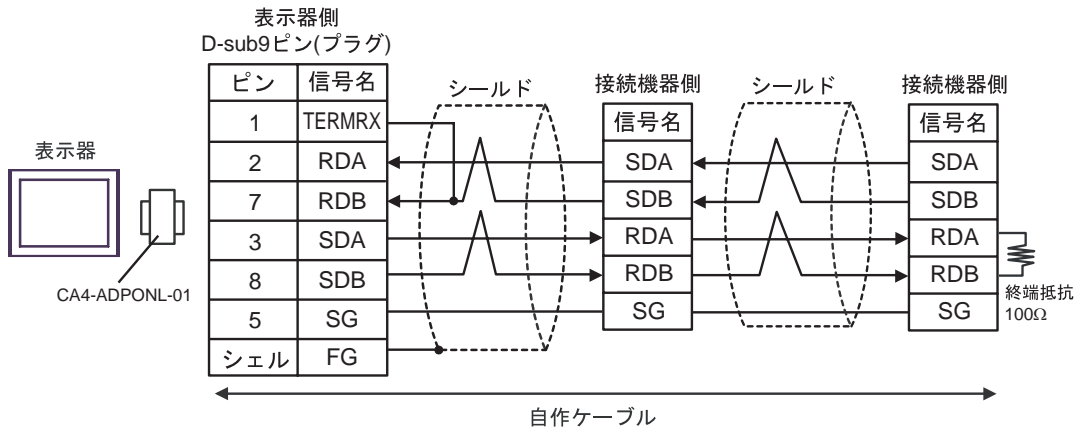 表示器側
D-sub9ピン(プラグ)
ピン 信号名
1 TERMRX
2 RDA
7 RDB
3 SDA
8 SDB
5 SG
シェル FG
表示器
CA4-ADPONL-01
シールド
接続機器側
信号名
SDA
SDB
RDA
RDB
SG
シールド
接続機器側
信号名
SDA
SDB
RDA
RDB
SG
終端抵抗
100Ω
自作ケーブル